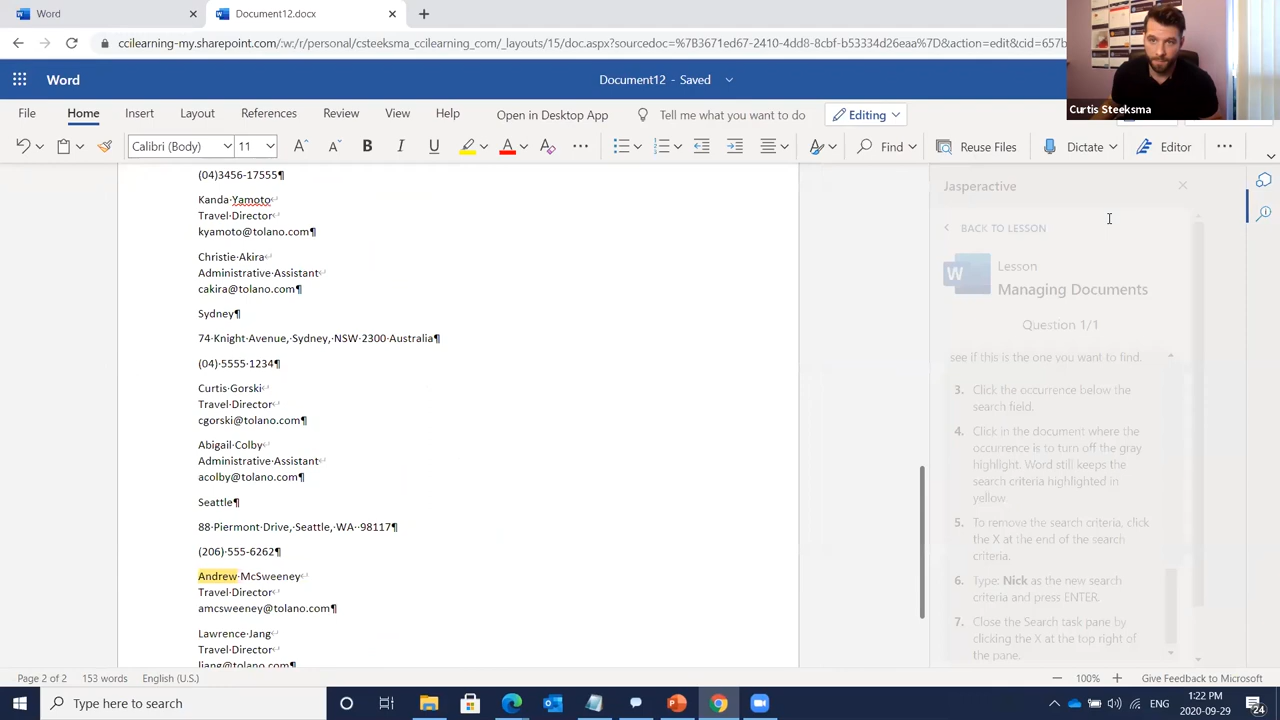 Word
Document12.docx
ccilearning-my.sharepoint.com/:w:/r/personal/csteeksma_ccilearning_com/_layouts/15/doc.aspx?sourcedoc=%7B3671ed67-2410-4dd8-8cbf-b53334d26eaa%7D&action=edit&cid=657b
Word
Document12 - Saved
Curtis Steeksma
File Home Insert Layout References Review View Help Open in Desktop App Tell me what you want to do Editing
Calibri (Body) 11 B I U A Find Reuse Files Dictate Editor
(04)3456-17555¶
Kanda·Yamoto
Travel·Director
kyamoto@tolano.com¶
Christie·Akira
Administrative·Assistant
cakira@tolano.com¶
Sydney¶
74·Knight·Avenue,·Sydney,·NSW·2300·Australia¶
(04)·5555·1234¶
Curtis·Gorski
Travel·Director
cgorski@tolano.com¶
Abigail·Colby
Administrative·Assistant
acolby@tolano.com¶
Seattle¶
88·Piermont·Drive,·Seattle,·WA··98117¶
(206)·555-6262¶
Andrew·McSweeney
Travel·Director
amcsweeney@tolano.com¶
Lawrence·Jang
Travel·Director
ljang@tolano.com¶
Jasperactive
BACK TO LESSON
Lesson
Managing Documents
Question 1/1
see if this is the one you want to find.
3. Click the occurrence below the
search field.
4. Click in the document where the
occurrence is to turn off the gray
highlight. Word still keeps the
search criteria highlighted in
yellow.
5. To remove the search criteria, click
the X at the end of the search
criteria.
6. Type: Nick as the new search
criteria and press ENTER.
7. Close the Search task pane by
clicking the X at the top right of
the pane.
Page 2 of 2 153 words English (U.S.) 100% Give Feedback to Microsoft
Type here to search
ENG
1:22 PM
2020-09-29
24